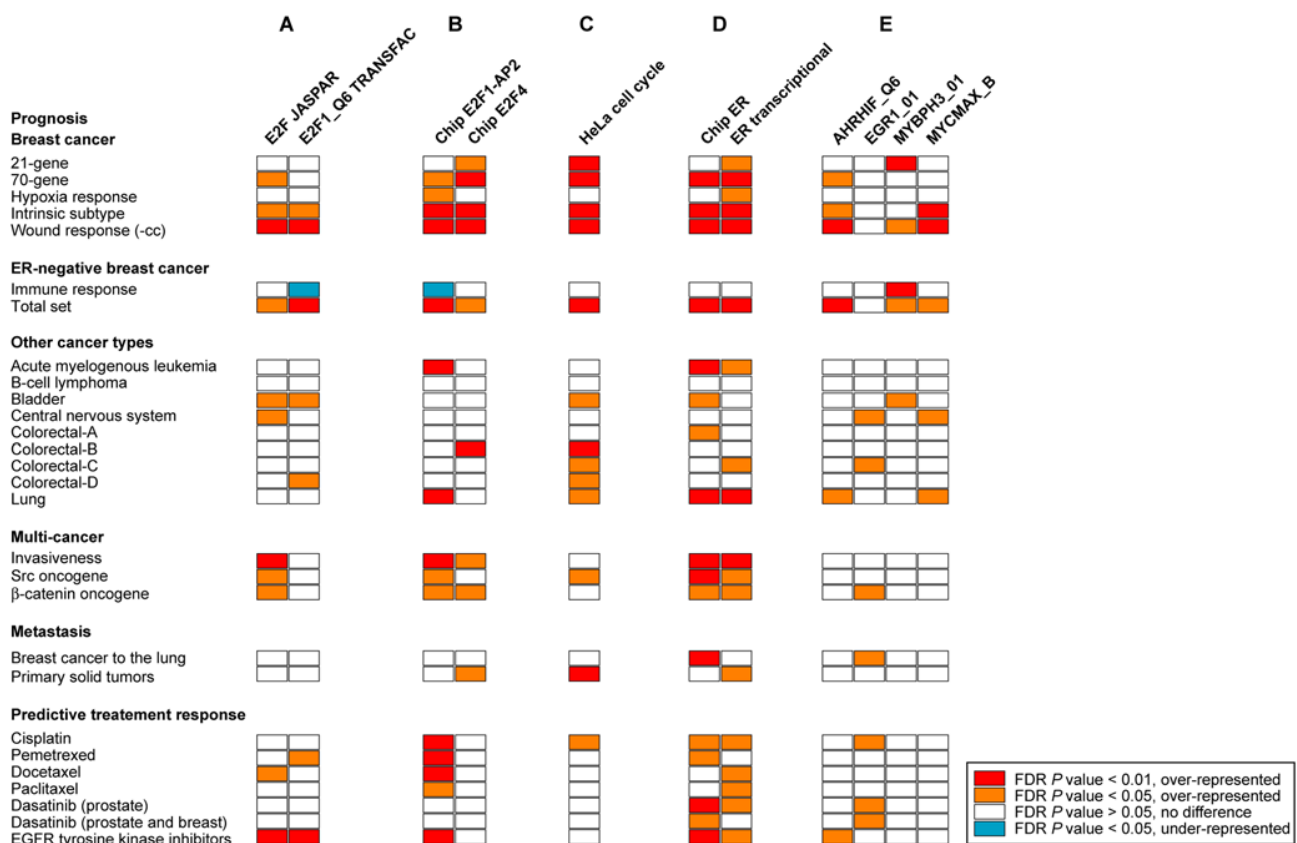 A B C D E
E2F JASPAR
E2F1_Q6 TRANSFAC
Chip E2F1-AP2
Chip E2F4
HeLa cell cycle
Chip ER
ER transcriptional
AHRHIF_Q6
EGR1_01
MYBPH3_01
MYCMAX_B
Prognosis
Breast cancer
21-gene
70-gene
Hypoxia response
Intrinsic subtype
Wound response (-cc)
ER-negative breast cancer
Immune response
Total set
Other cancer types
Acute myelogenous leukemia
B-cell lymphoma
Bladder
Central nervous system
Colorectal-A
Colorectal-B
Colorectal-C
Colorectal-D
Lung
Multi-cancer
Invasiveness
Src oncogene
β-catenin oncogene
Metastasis
Breast cancer to the lung
Primary solid tumors
Predictive treatement response
Cisplatin
Pemetrexed
Docetaxel
Paclitaxel
Dasatinib (prostate)
Dasatinib (prostate and breast)
EGFR tyrosine kinase inhibitors
FDR P value < 0.01, over-represented
FDR P value < 0.05, over-represented
FDR P value > 0.05, no difference
FDR P value < 0.05, under-represented